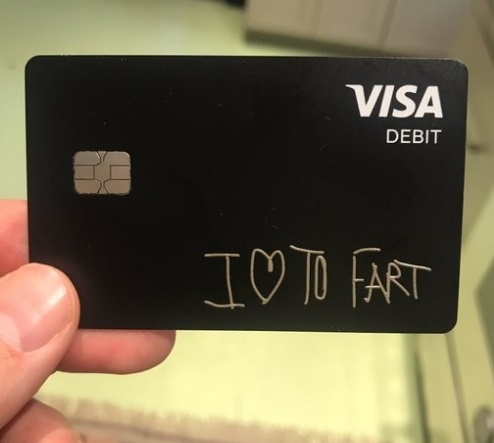 VISA
DEBIT
I ♡ TO FART